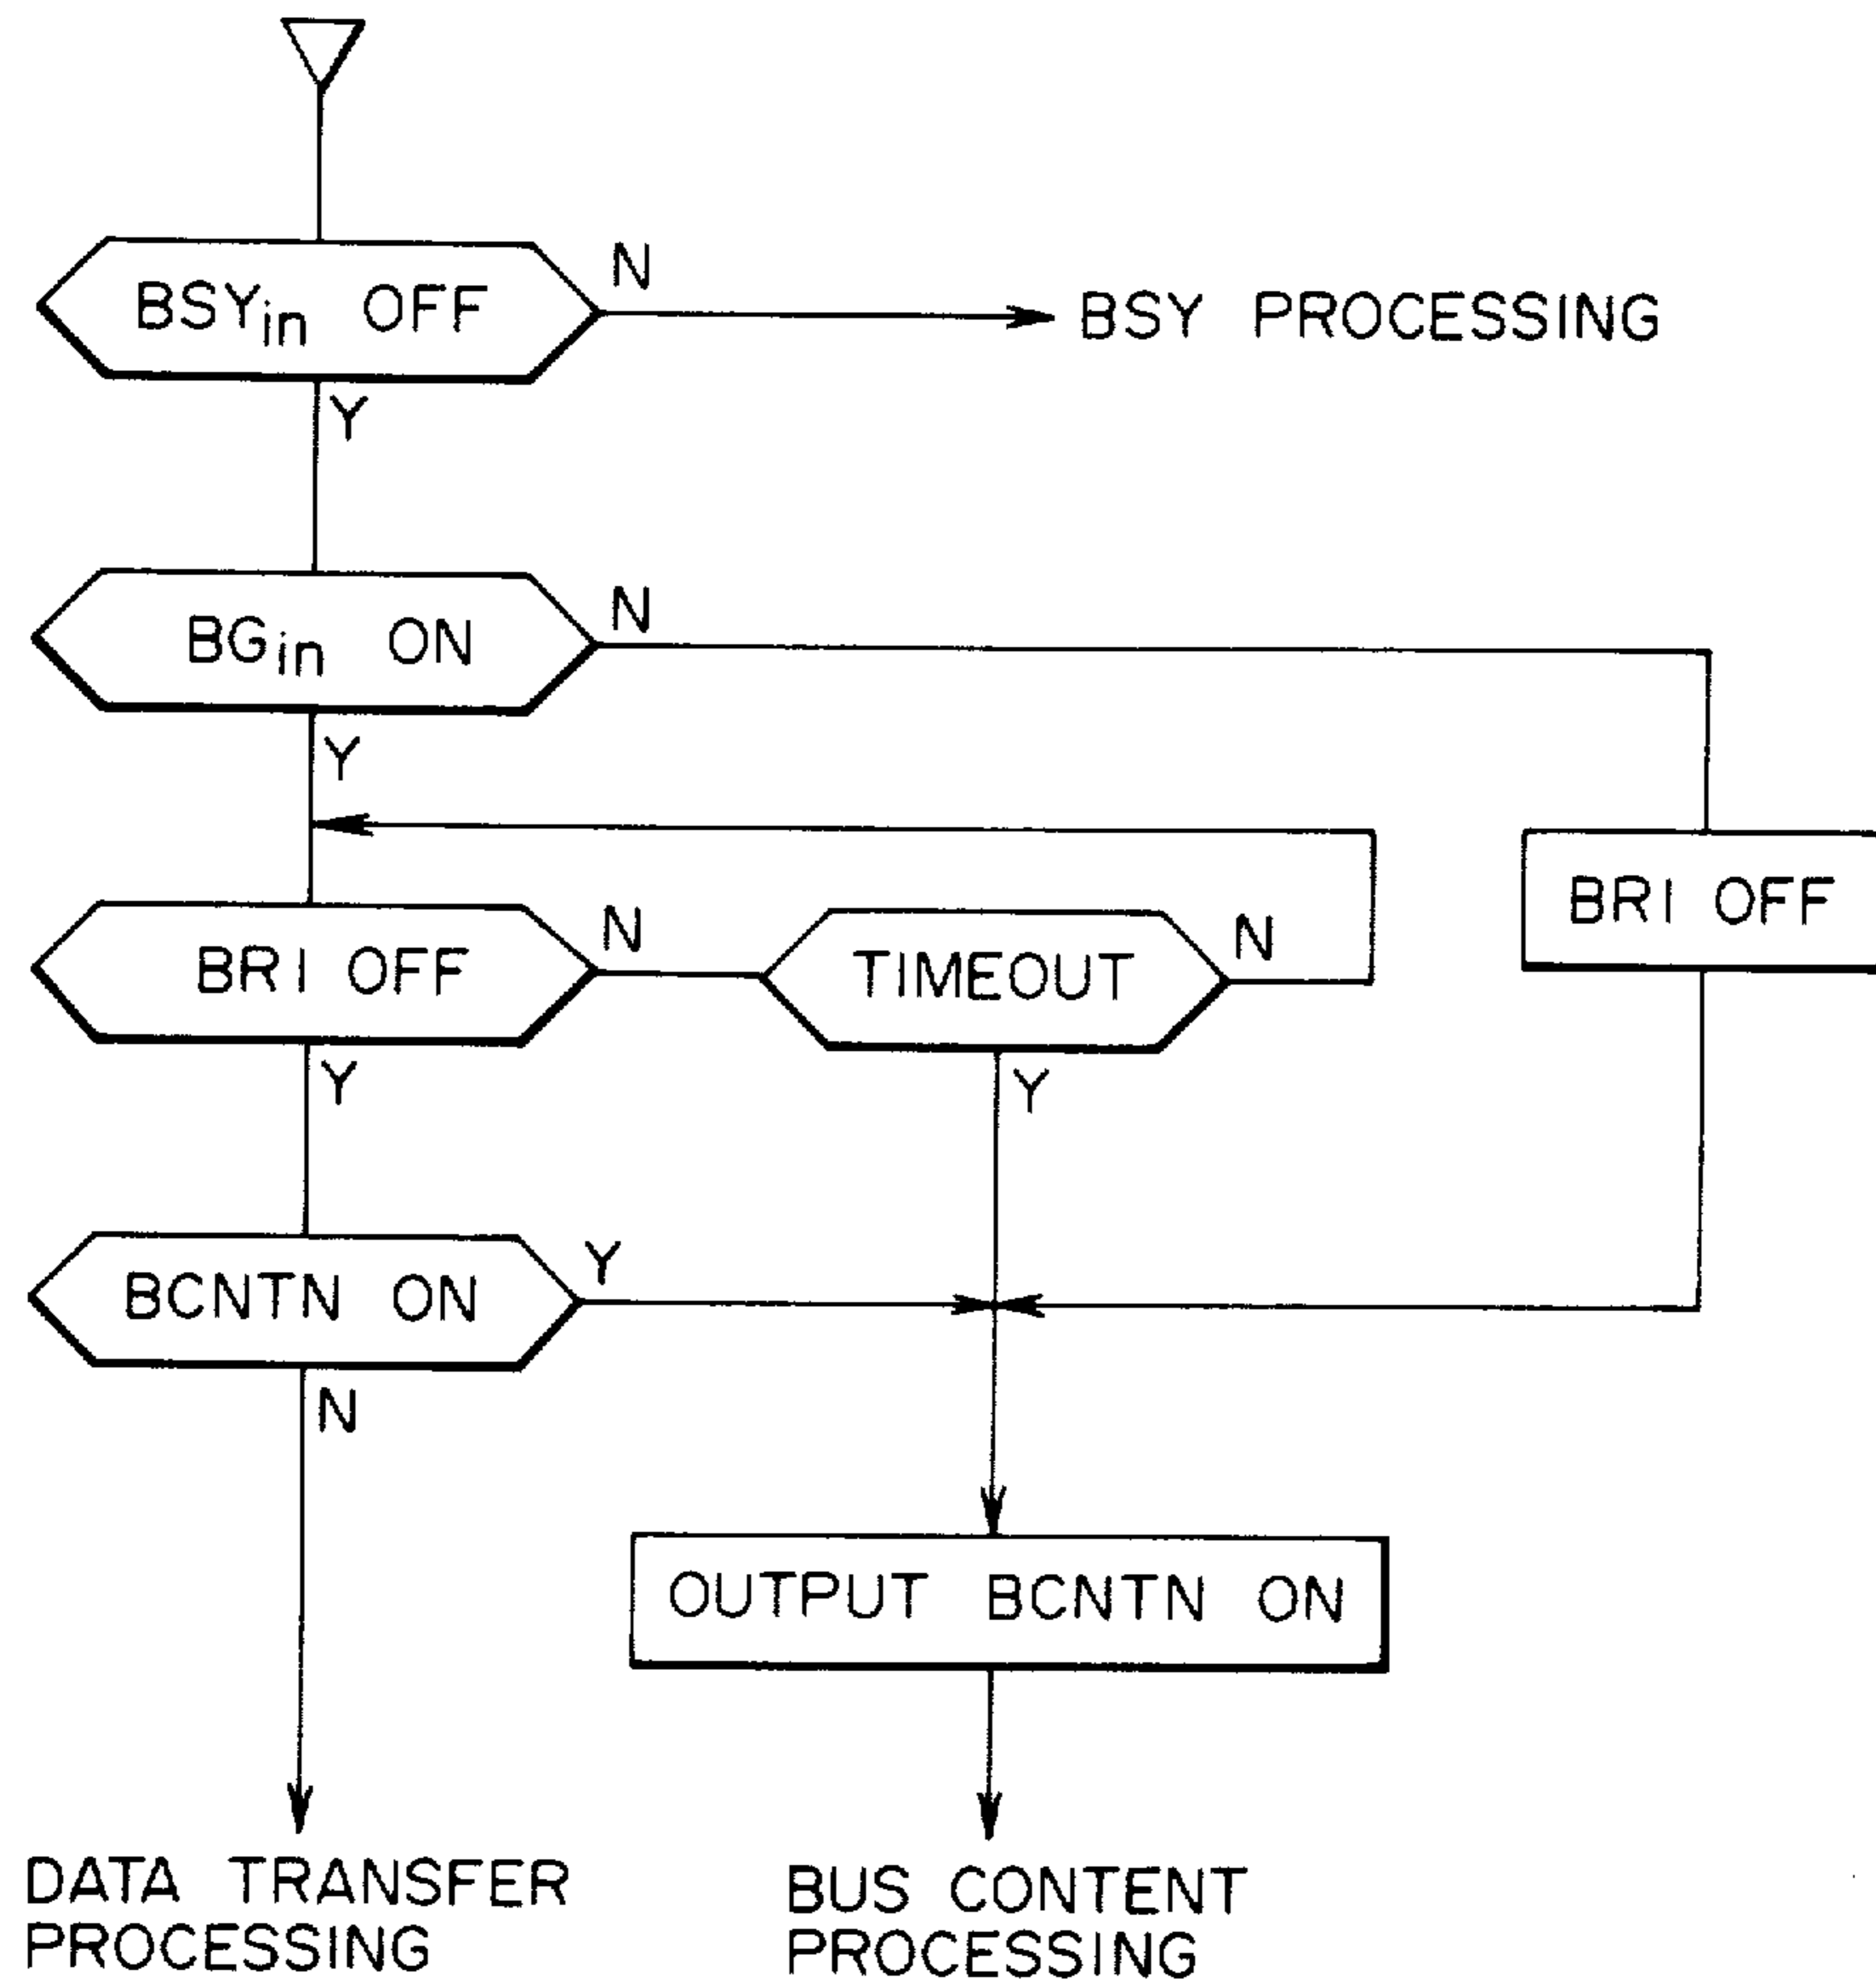 BSYin OFF
N
BSY PROCESSING
Y
BGin ON
N
Y
BRI OFF
BRI OFF
N
TIMEOUT
N
Y
Y
BCNTN ON
Y
N
OUTPUT BCNTN ON
DATA TRANSFER
PROCESSING
BUS CONTENT
PROCESSING